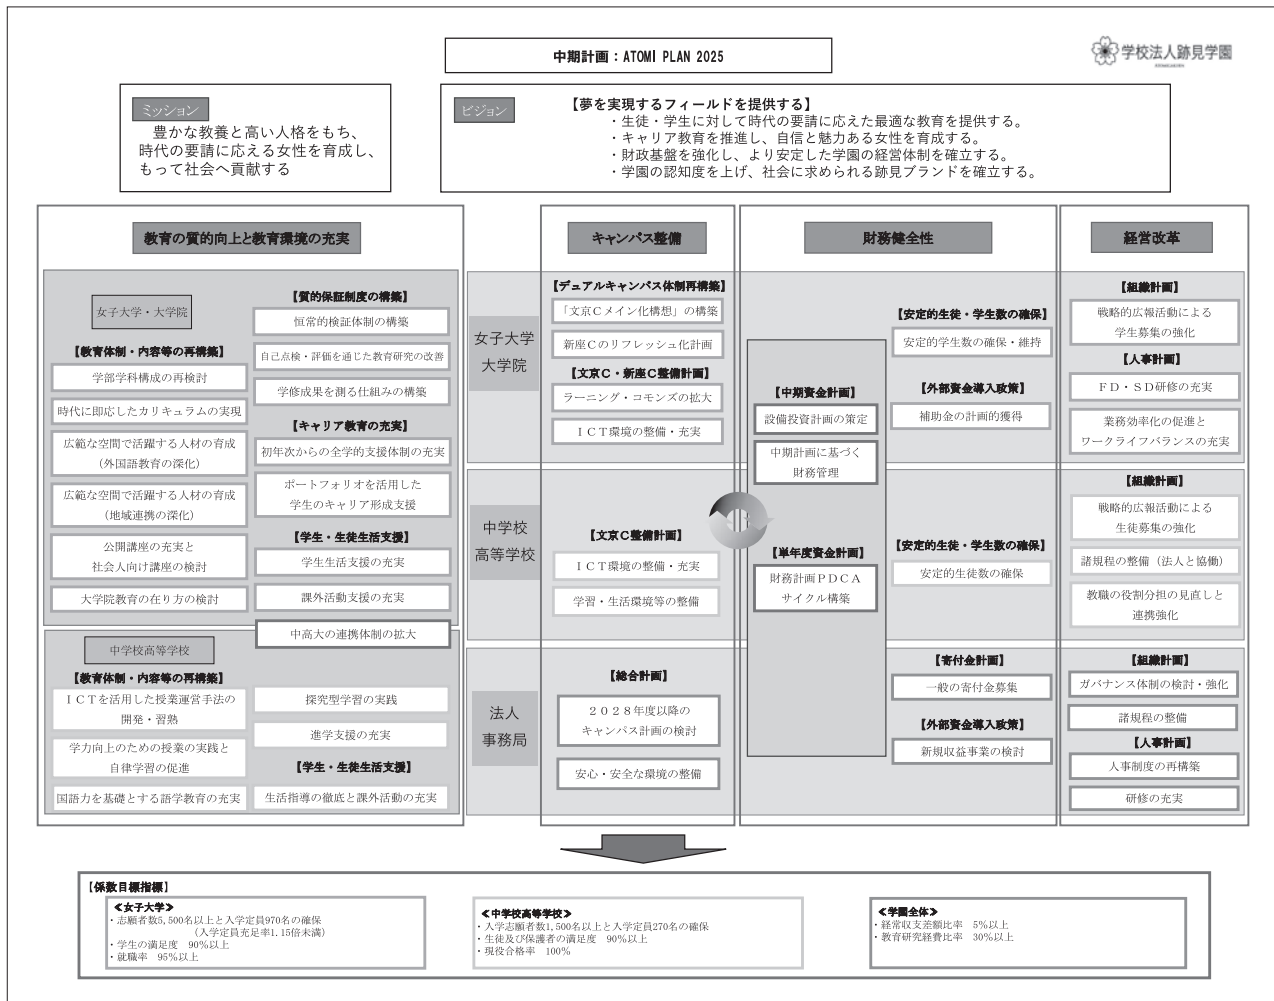 中期計画：ATOMI PLAN 2025
学校法人跡見学園
ミッション
豊かな教養と高い人格をもち、
時代の要請に応える女性を育成し、
もって社会へ貢献する
ビジョン
【夢を実現するフィールドを提供する】
・生徒・学生に対して時代の要請に応えた最適な教育を提供する。
・キャリア教育を推進し、自信と魅力ある女性を育成する。
・財政基盤を強化し、より安定した学園の経営体制を確立する。
・学園の認知度を上げ、社会に求められる跡見ブランドを確立する。
教育の質的向上と教育環境の充実
女子大学・大学院
【教育体制・内容等の再構築】
学部学科構成の再検討
時代に即応したカリキュラムの実現
広範な空間で活躍する人材の育成
（外国語教育の深化）
広範な空間で活躍する人材の育成
（地域連携の深化）
公開講座の充実と
社会人向け講座の検討
大学院教育の在り方の検討
【質的保証制度の構築】
恒常的検証体制の構築
自己点検・評価を通じた教育研究の改善
学修成果を測る仕組みの構築
【キャリア教育の充実】
初年次からの全学的支援体制の充実
ポートフォリオを活用した
学生のキャリア形成支援
【学生・生徒生活支援】
学生生活支援の充実
課外活動支援の充実
中高大の連携体制の拡大
中学校高等学校
【教育体制・内容等の再構築】
ＩＣＴを活用した授業運営手法の
開発・習熟
学力向上のための授業の実践と
自律学習の促進
国語力を基礎とする語学教育の充実
探究型学習の実践
進学支援の充実
【学生・生徒生活支援】
生活指導の徹底と課外活動の充実
女子大学
大学院
中学校
高等学校
法人
事務局
キャンパス整備
【デュアルキャンパス体制再構築】
「文京Ｃメイン化構想」の構築
新座Ｃのリフレッシュ化計画
【文京Ｃ・新座Ｃ整備計画】
ラーニング・コモンズの拡大
ＩＣＴ環境の整備・充実
【文京Ｃ整備計画】
ＩＣＴ環境の整備・充実
学習・生活環境等の整備
【総合計画】
２０２８年度以降の
キャンパス計画の検討
安心・安全な環境の整備
財務健全性
【中期資金計画】
設備投資計画の策定
中期計画に基づく
財務管理
【単年度資金計画】
財務計画ＰＤＣＡ
サイクル構築
【安定的生徒・学生数の確保】
安定的学生数の確保・維持
【外部資金導入政策】
補助金の計画的獲得
【安定的生徒・学生数の確保】
安定的生徒数の確保
【寄付金計画】
一般の寄付金募集
【外部資金導入政策】
新規収益事業の検討
経営改革
【組織計画】
戦略的広報活動による
学生募集の強化
【人事計画】
ＦＤ・ＳＤ研修の充実
業務効率化の促進と
ワークライフバランスの充実
【組織計画】
戦略的広報活動による
生徒募集の強化
諸規程の整備（法人と協働）
教職の役割分担の見直しと
連携強化
【組織計画】
ガバナンス体制の検討・強化
諸規程の整備
【人事計画】
人事制度の再構築
研修の充実
【係数目標指標】
≪女子大学≫
・志願者数5,500名以上と入学定員970名の確保
（入学定員充足率1.15倍未満）
・学生の満足度　90％以上
・就職率　95％以上
≪中学校高等学校≫
・入学志願者数1,500名以上と入学定員270名の確保
・生徒及び保護者の満足度　90％以上
・現役合格率　100％
≪学園全体≫
・経常収支差額比率　5％以上
・教育研究経費比率　30％以上